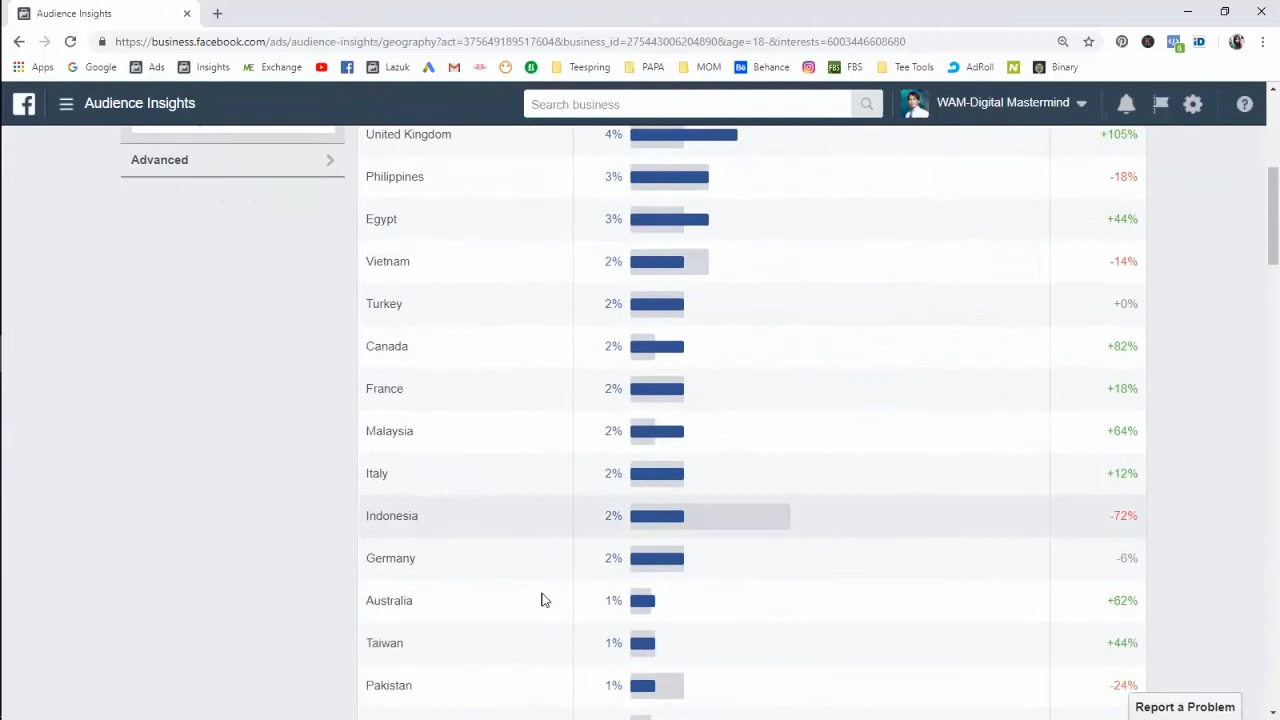 Audience Insights
https://business.facebook.com/ads/audience-insights/geography?act=375649189517604&business_id=275443006204890&age=18-&interests=6003446608680
Apps Google Ads Insights Exchange Lazuk Teespring PAPA MOM Behance FBS Tee Tools AdRoll Binary
Audience Insights Search business WAM-Digital Mastermind
United Kingdom 4% +105%
Advanced
Philippines 3% -18%
Egypt 3% +44%
Vietnam 2% -14%
Turkey 2% +0%
Canada 2% +82%
France 2% +18%
Malaysia 2% +64%
Italy 2% +12%
Indonesia 2% -72%
Germany 2% -6%
Australia 1% +62%
Taiwan 1% +44%
Pakistan 1% -24%
Report a Problem